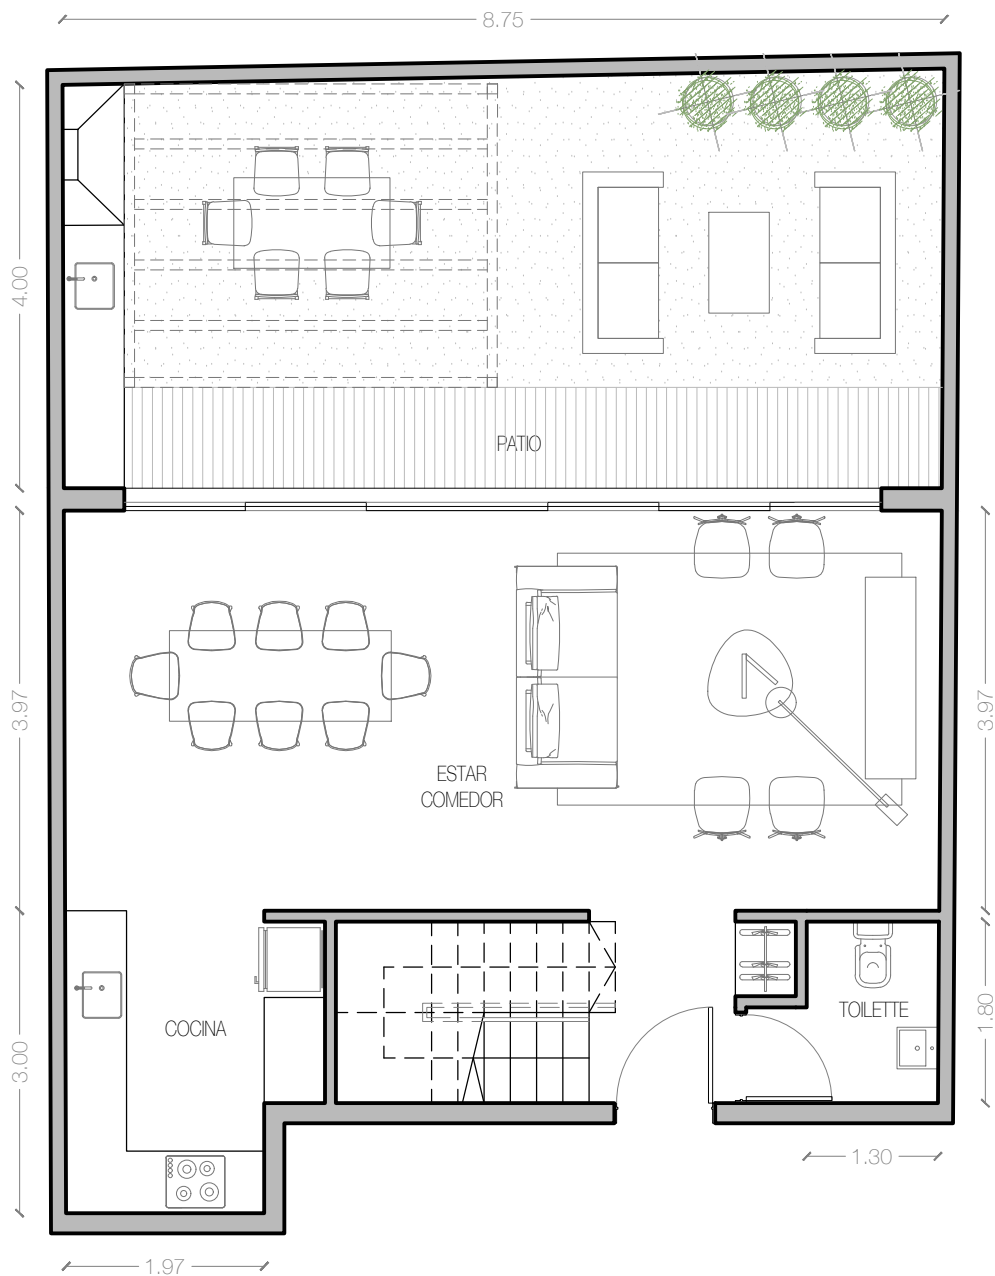 8.75
4.00
PATIO
3.97
3.97
ESTAR
COMEDOR
COCINA
TOILETTE
1.80
3.00
1.30
1.97